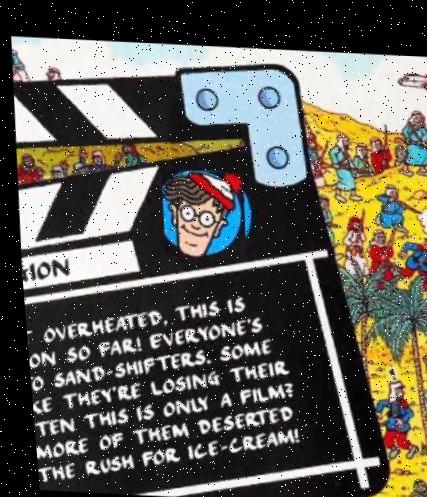 ION
OVERHEATED, THIS IS
ON SO FAR! EVERYONE'S
O SAND-SHIFTERS. SOME
KE THEY'RE LOSING THEIR
TEN THIS IS ONLY A FILM?
MORE OF THEM DESERTED
THE RUSH FOR ICE-CREAM!